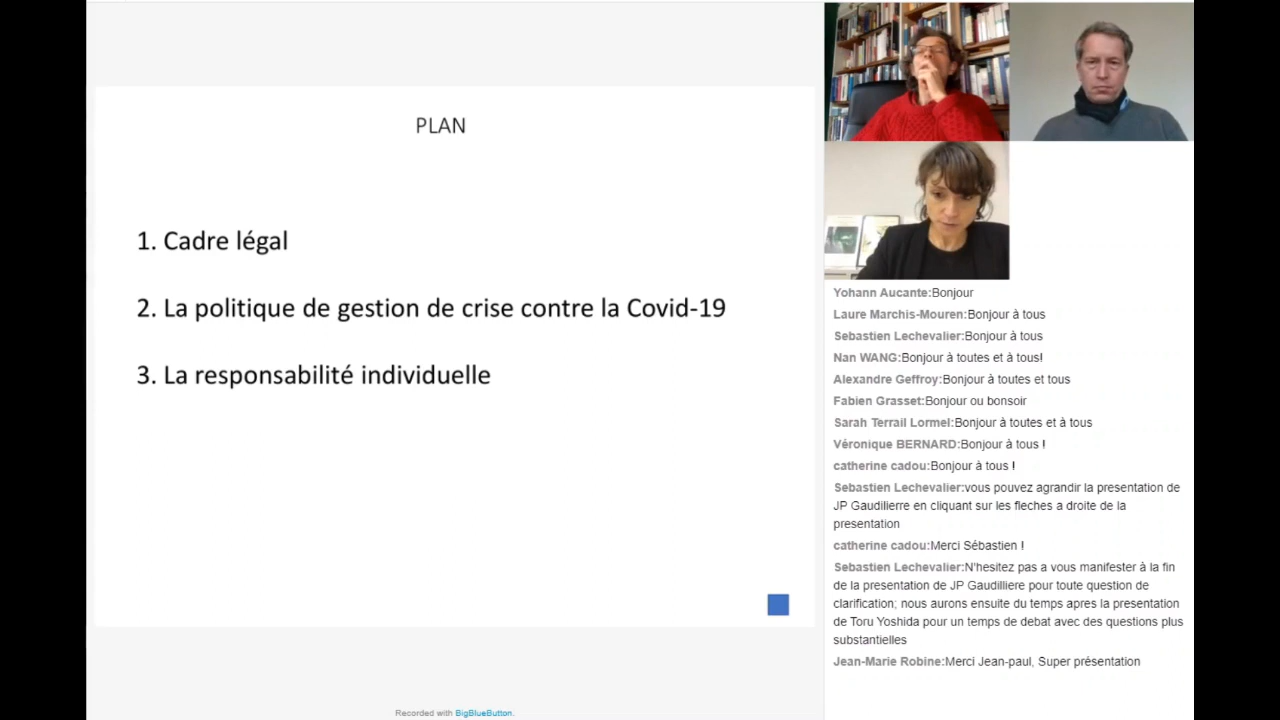 PLAN
1. Cadre légal
2. La politique de gestion de crise contre la Covid-19
3. La responsabilité individuelle
Yohann Aucante:Bonjour
Laure Marchis-Mouren:Bonjour à tous
Sebastien Lechevalier:Bonjour à tous
Nan WANG:Bonjour à toutes et à tous!
Alexandre Geffroy:Bonjour à toutes et tous
Fabien Grasset:Bonjour ou bonsoir
Sarah Terrail Lormel:Bonjour à toutes et à tous
Véronique BERNARD:Bonjour à tous !
catherine cadou:Bonjour à tous !
Sebastien Lechevalier:vous pouvez agrandir la presentation de
JP Gaudilierre en cliquant sur les fleches a droite de la
presentation
catherine cadou:Merci Sébastien !
Sebastien Lechevalier:N'hesitez pas a vous manifester à la fin
de la presentation de JP Gaudilliere pour toute question de
clarification; nous aurons ensuite du temps apres la presentation
de Toru Yoshida pour un temps de debat avec des questions plus
substantielles
Jean-Marie Robine:Merci Jean-paul, Super présentation
Recorded with BigBlueButton.